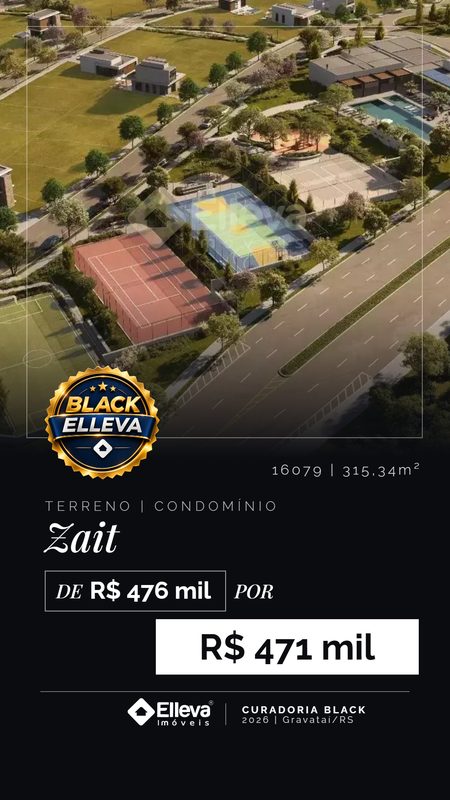 Elleva
BLACK
ELLEVA
16079 | 315,34m²
TERRENO | CONDOMÍNIO
Zait
DE R$ 476 mil POR
R$ 471 mil
Elleva®
imóveis
CURADORIA BLACK
2026 | Gravataí/RS